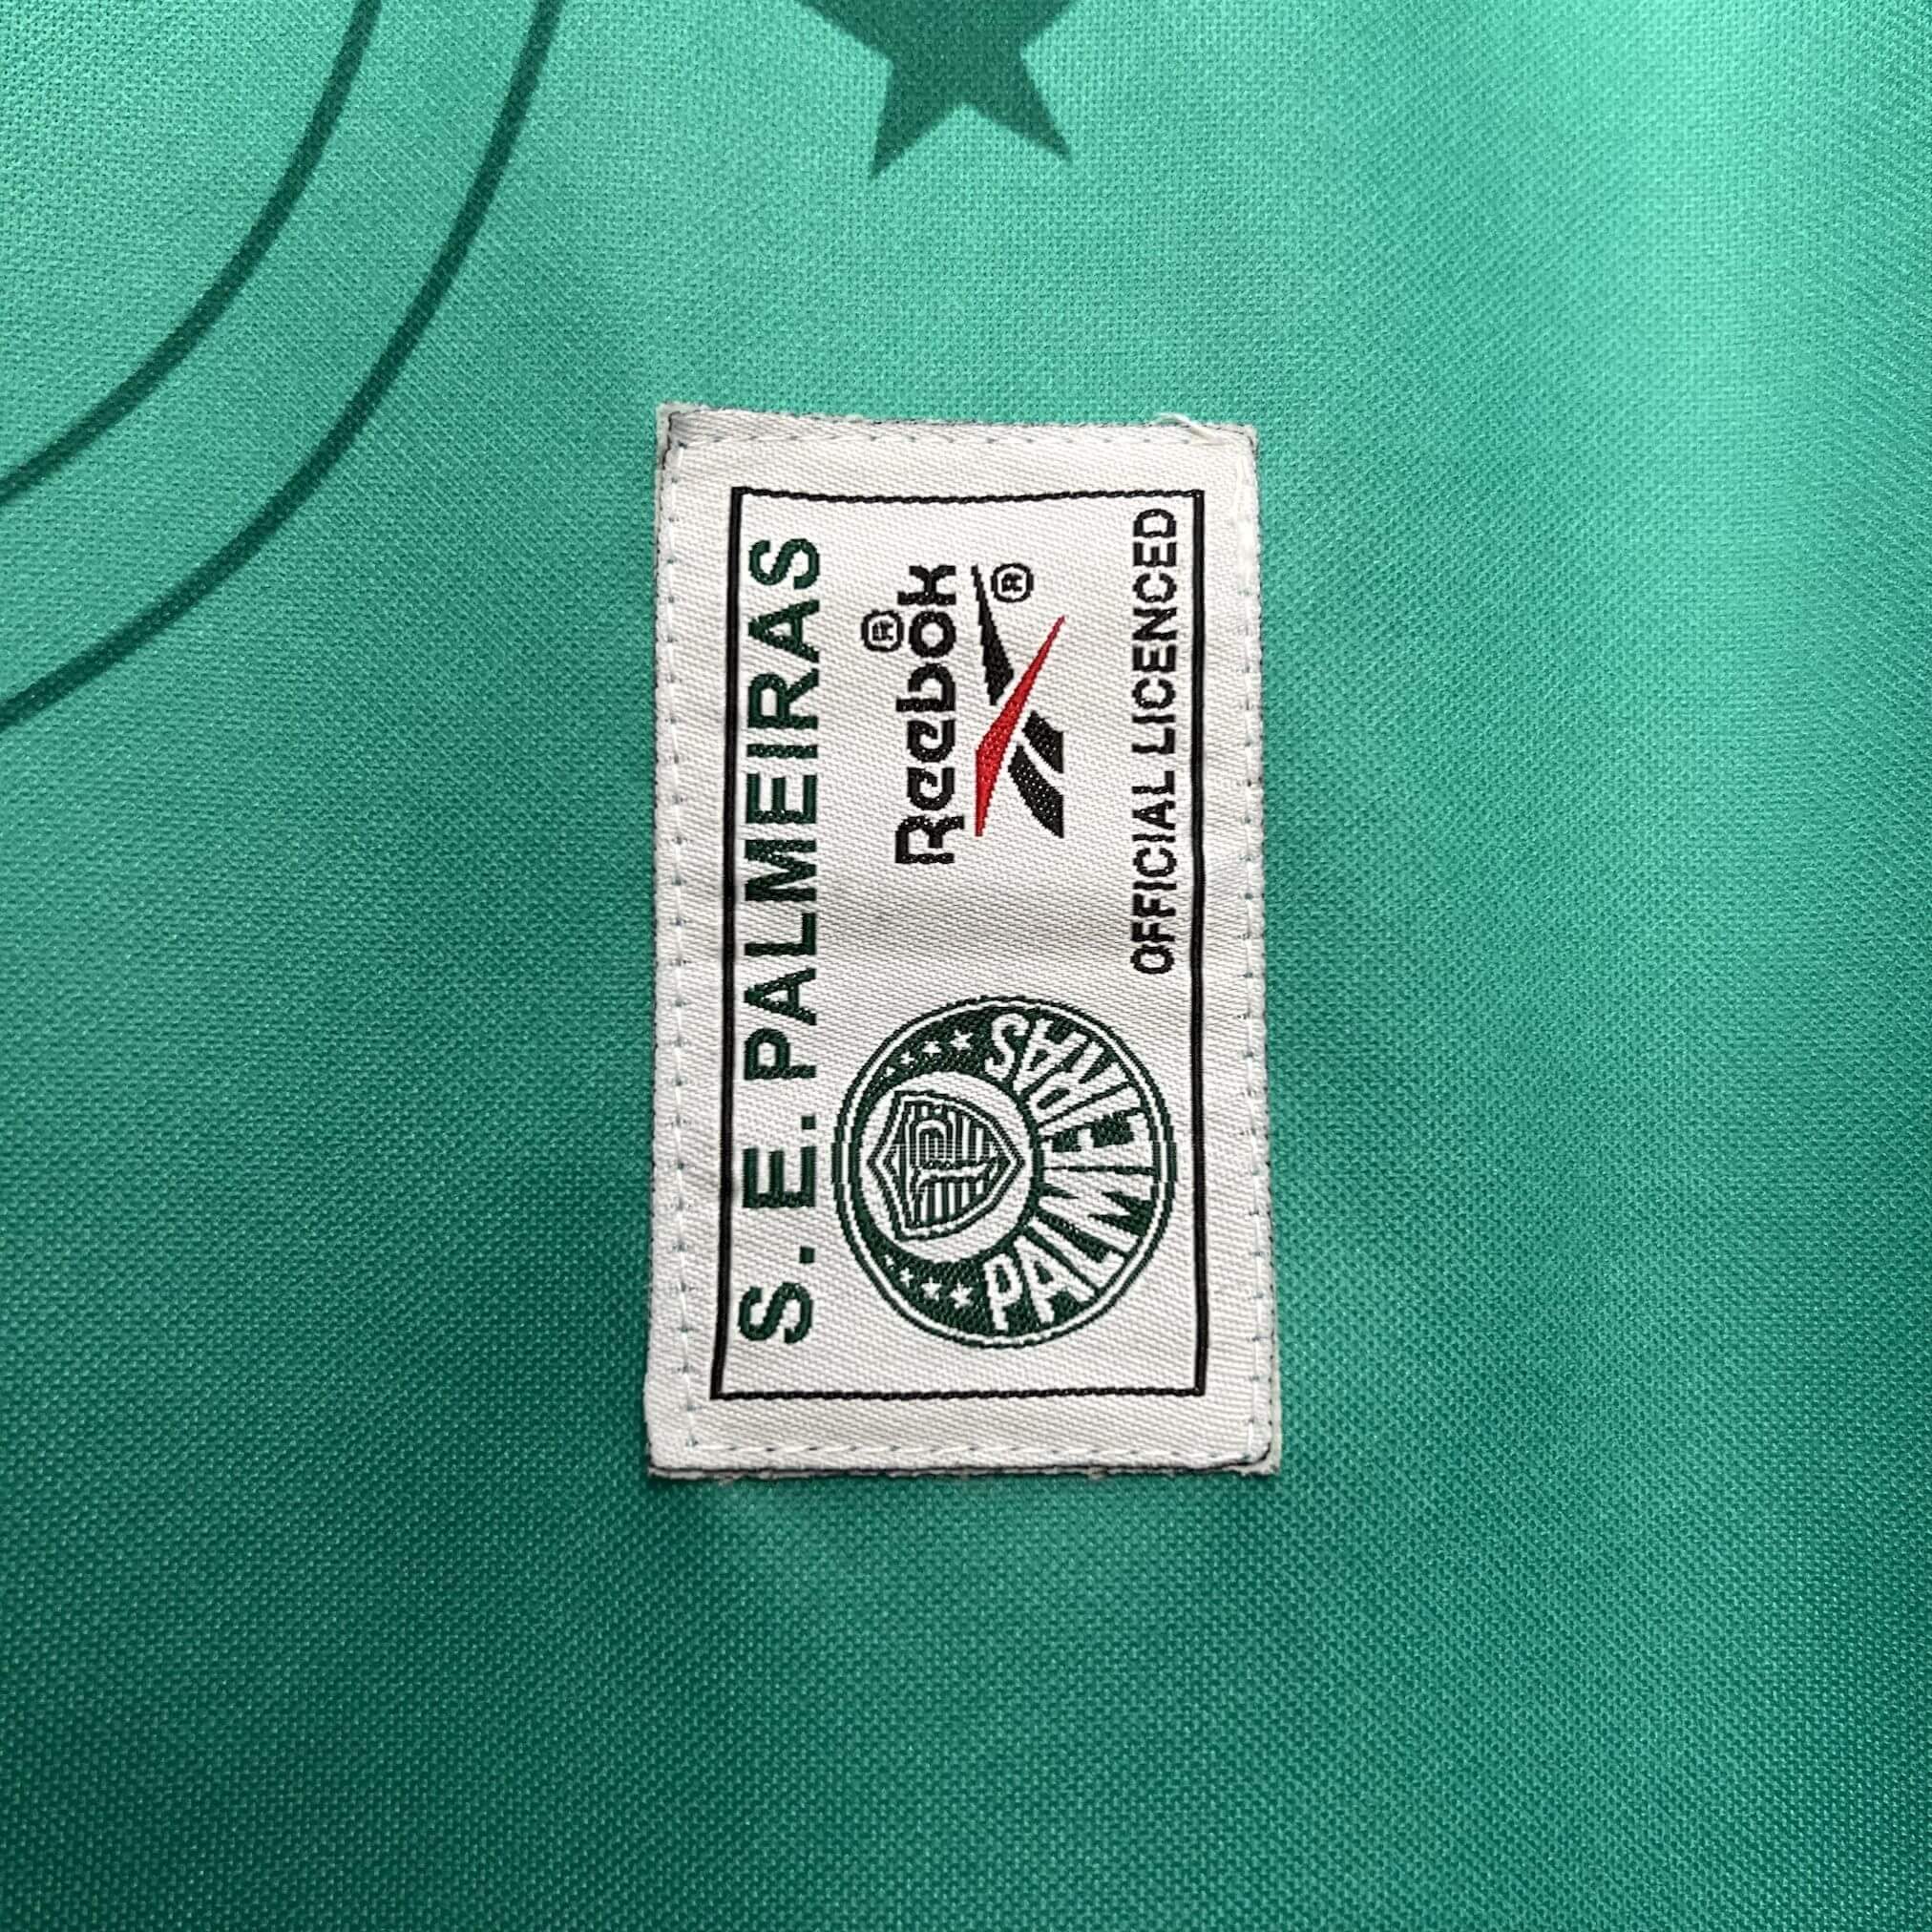 S. E. PALMEIRAS
Reebok®
®
PALMEIRAS
P
OFFICIAL LICENCED